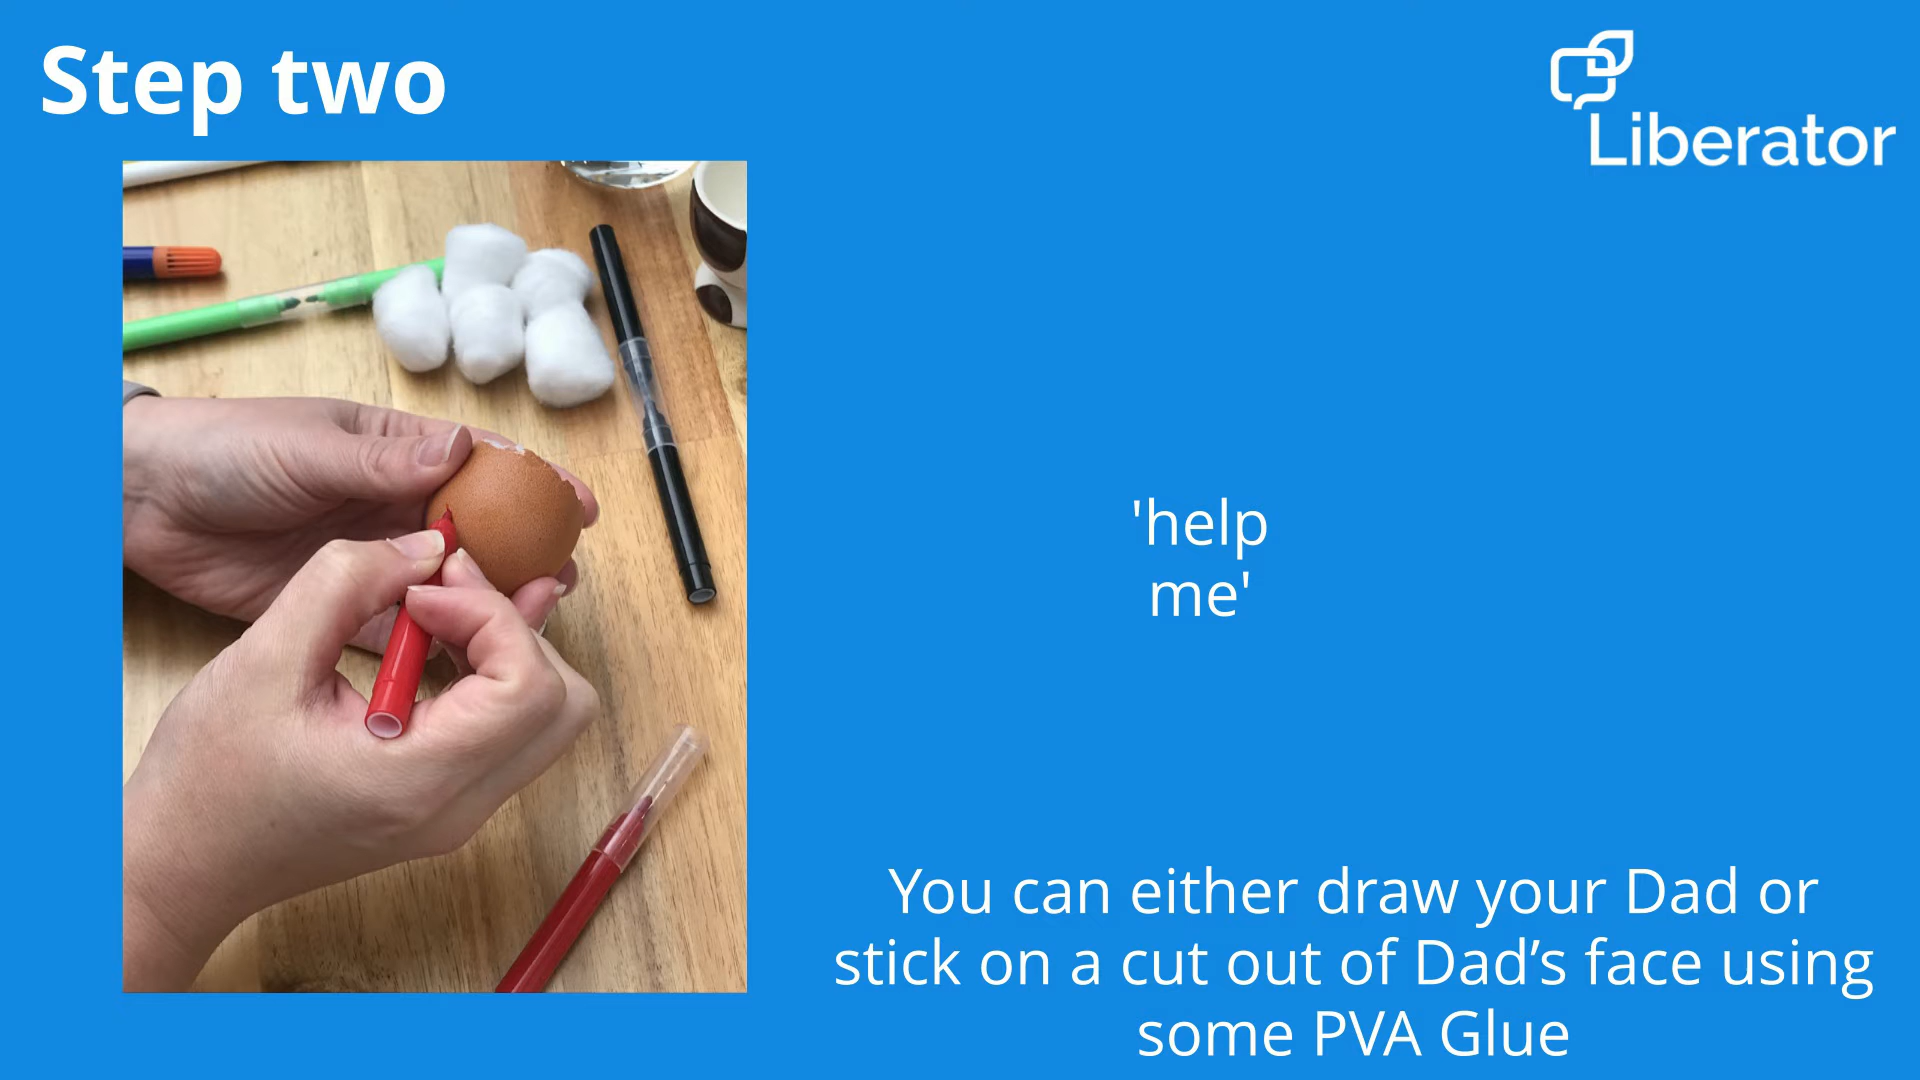 Step two
Liberator
'help
me'
You can either draw your Dad or
stick on a cut out of Dad’s face using
some PVA Glue